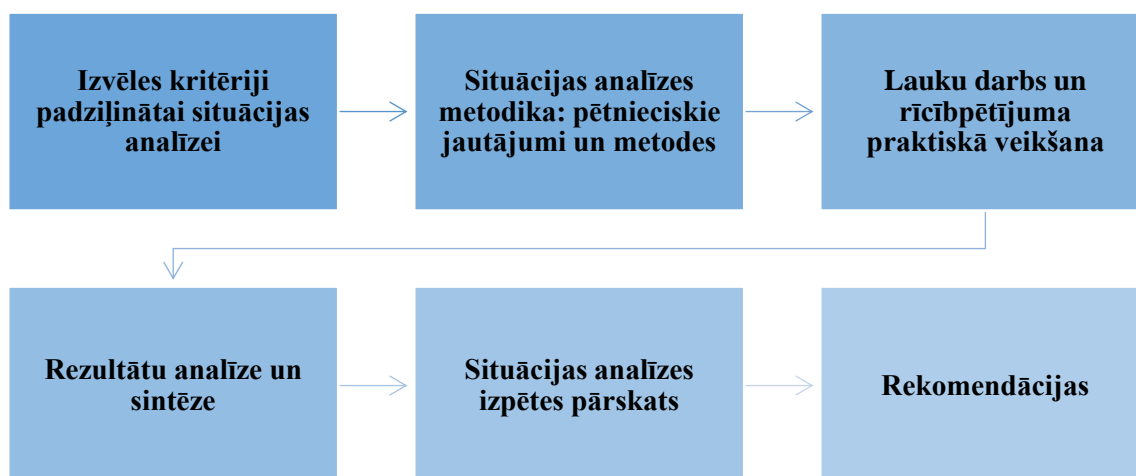 Izvēles kritēriji
padziļinātai situācijas
analīzei
Situācijas analīzes
metodika: pētnieciskie
jautājumi un metodes
Lauku darbs un
rīcībpētījuma
praktiskā veikšana
Rezultātu analīze un
sintēze
Situācijas analīzes
izpētes pārskats
Rekomendācijas